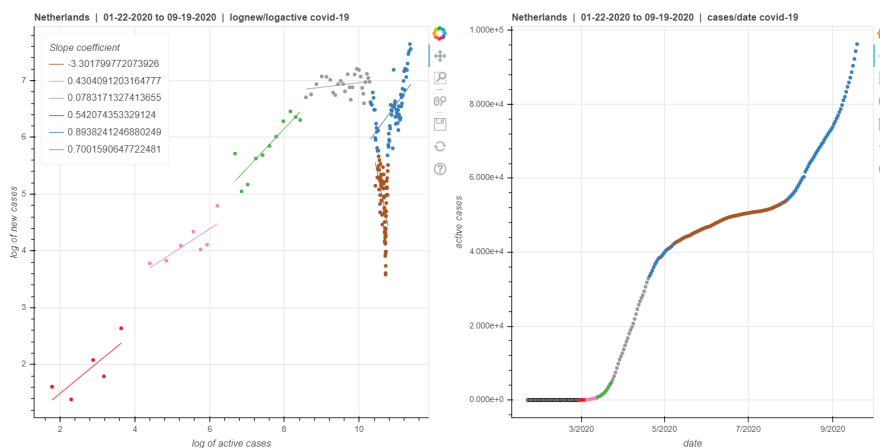 Netherlands | 01-22-2020 to 09-19-2020 | lognew/logactive covid-19
Slope coefficient
-3.301799772073926
0.4304091203164777
0.0783171327413655
0.542074353329124
0.8938241246880249
0.7001590647722481
7
6
5
4
3
2
log of new cases
2
4
6
8
10
log of active cases
Netherlands | 01-22-2020 to 09-19-2020 | cases/date covid-19
1.000e+5
8.000e+4
6.000e+4
4.000e+4
2.000e+4
0.000e+0
active cases
3/2020
5/2020
7/2020
9/2020
date